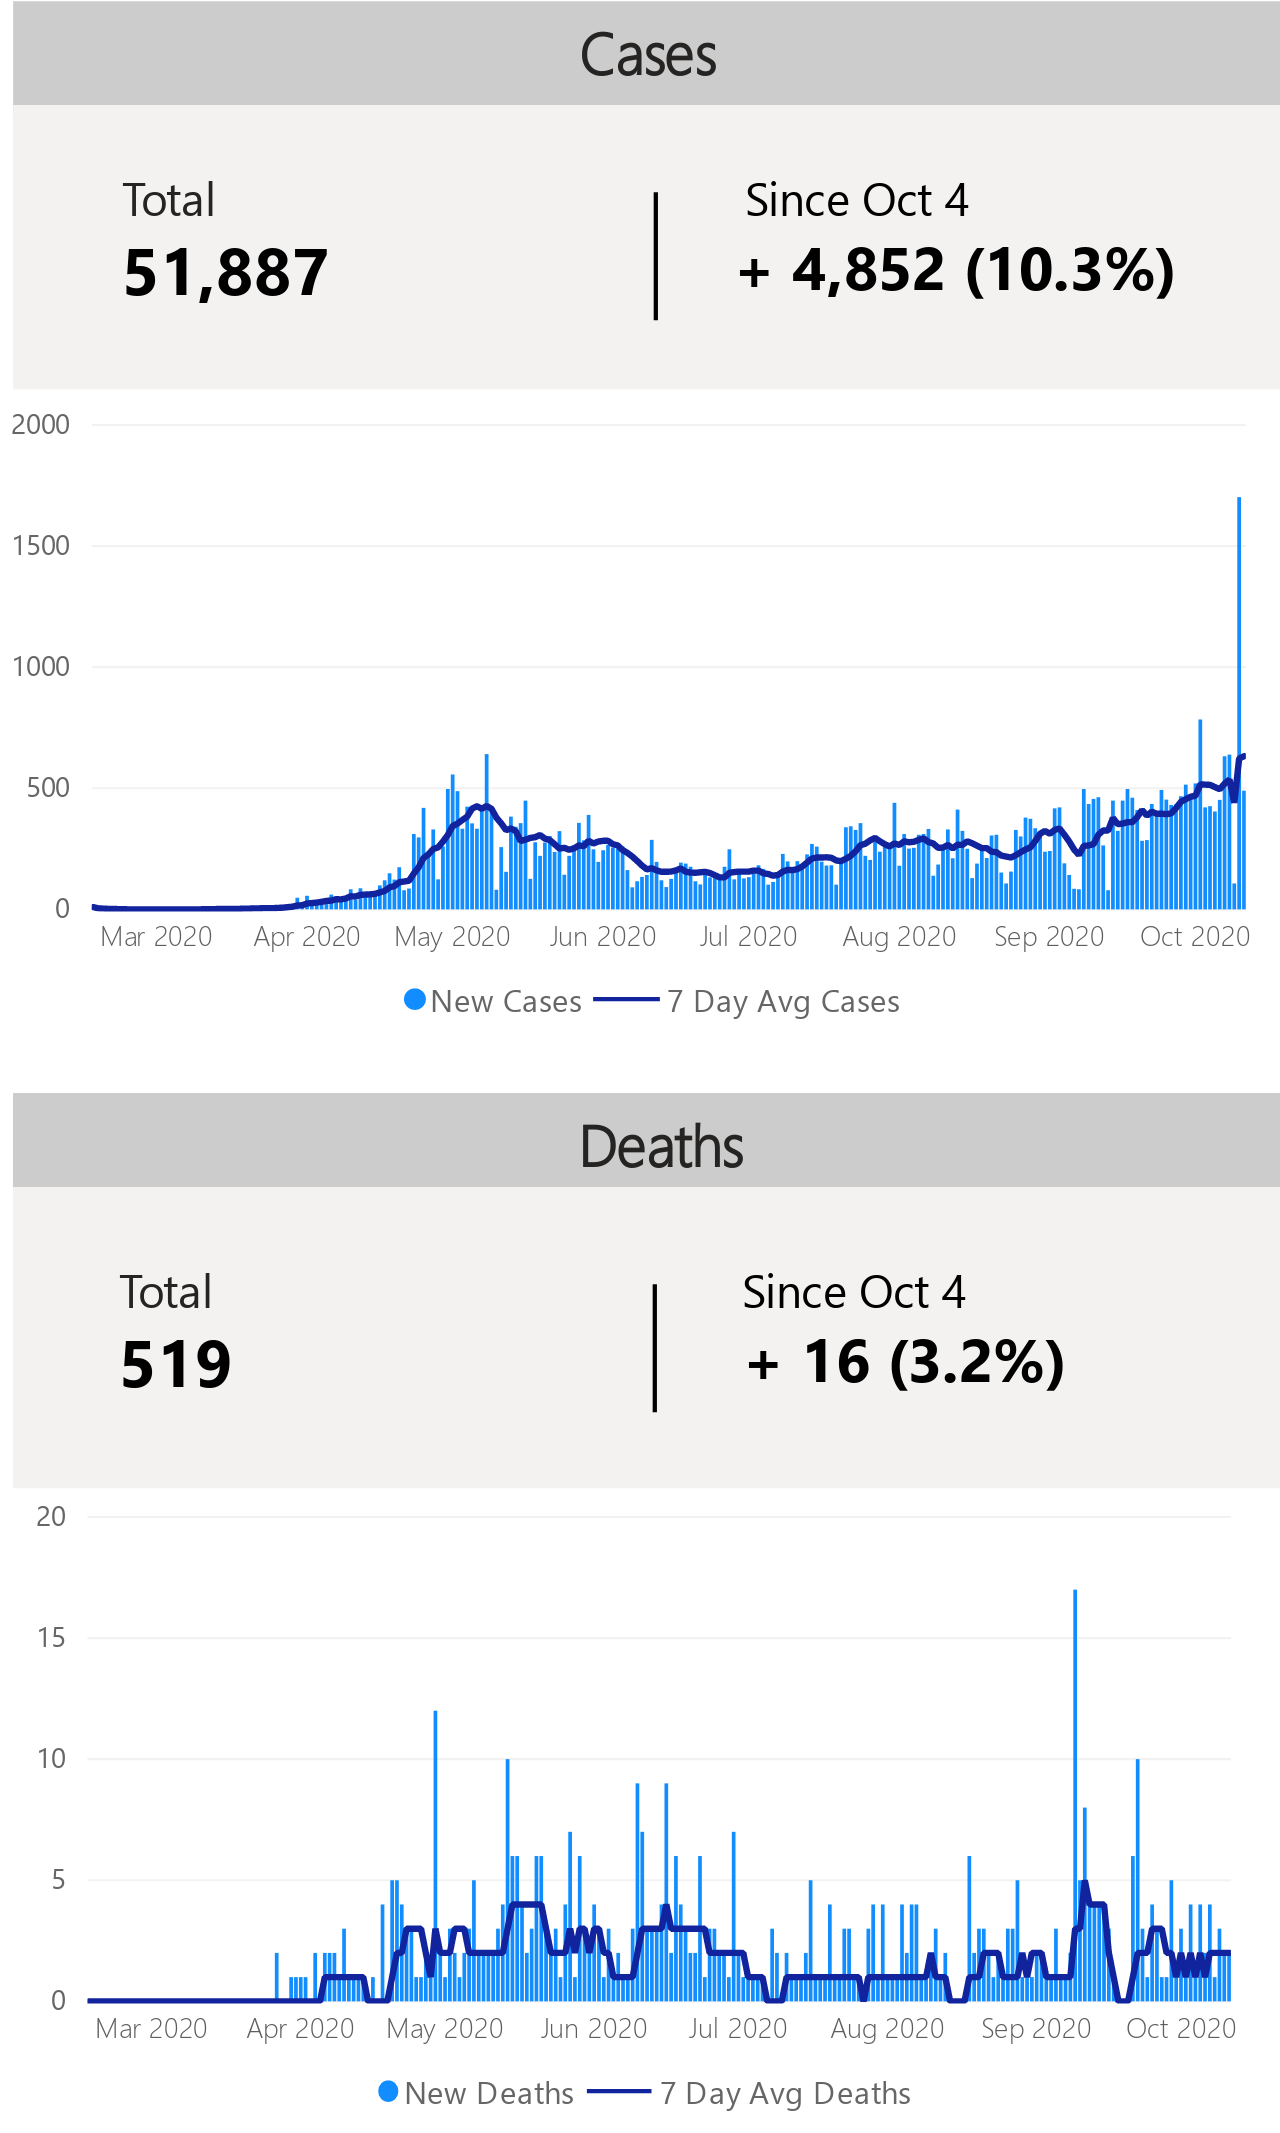 Cases
Total
Since Oct 4
51,887
+ 4,852 (10.3%)
2000
1500
1000
500
0
Mar 2020 Apr 2020 May 2020 Jun 2020 Jul 2020 Aug 2020 Sep 2020 Oct 2020
New Cases 7 Day Avg Cases
Deaths
Total
Since Oct 4
519
+ 16 (3.2%)
20
15
10
5
0
Mar 2020 Apr 2020 May 2020 Jun 2020 Jul 2020 Aug 2020 Sep 2020 Oct 2020
New Deaths 7 Day Avg Deaths